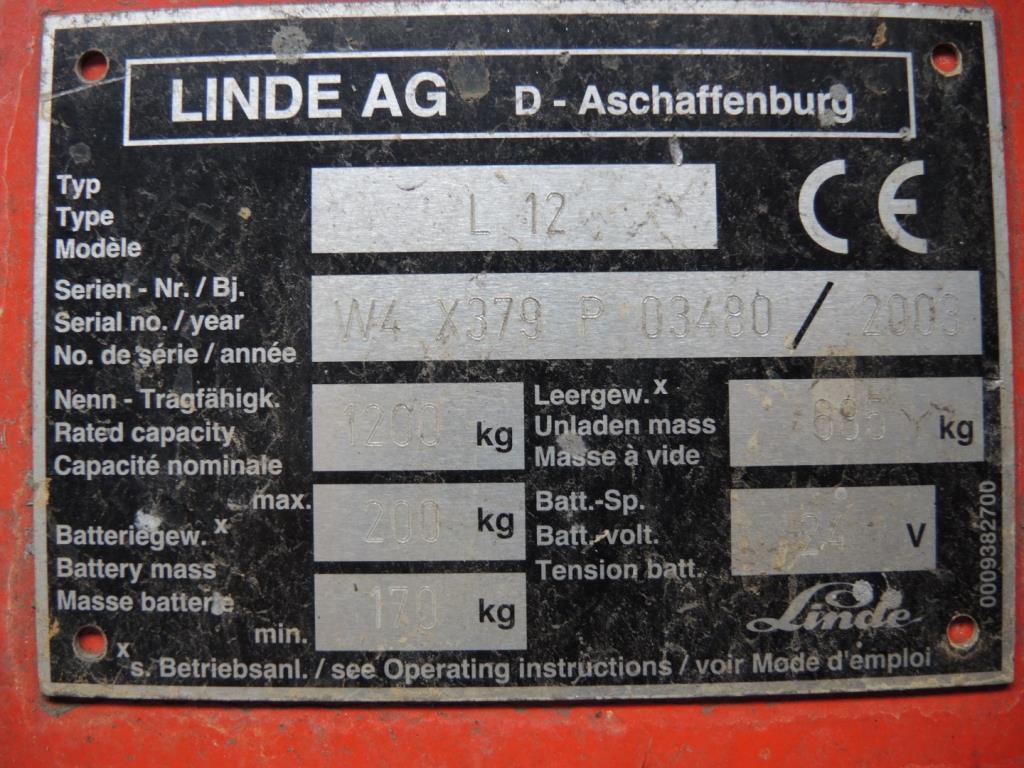 LINDE AG D - Aschaffenburg
Typ
Type
Modèle
L 12
CE
Serien - Nr. / Bj.
Serial no. / year
No. de série / année
W4 X379 P 03480 / 2003
Nenn - Tragfähigk.
Rated capacity
Capacité nominale
1200 kg
Leergew. x
Unladen mass
Masse à vide
kg
Batteriegew. x
Battery mass
Masse batterie
max.
200 kg
min.
170 kg
Batt.-Sp.
Batt.-volt.
Tension batt.
24 V
Linde
0009382700
x s. Betriebsanl. / see Operating instructions / voir Mode d'emploi